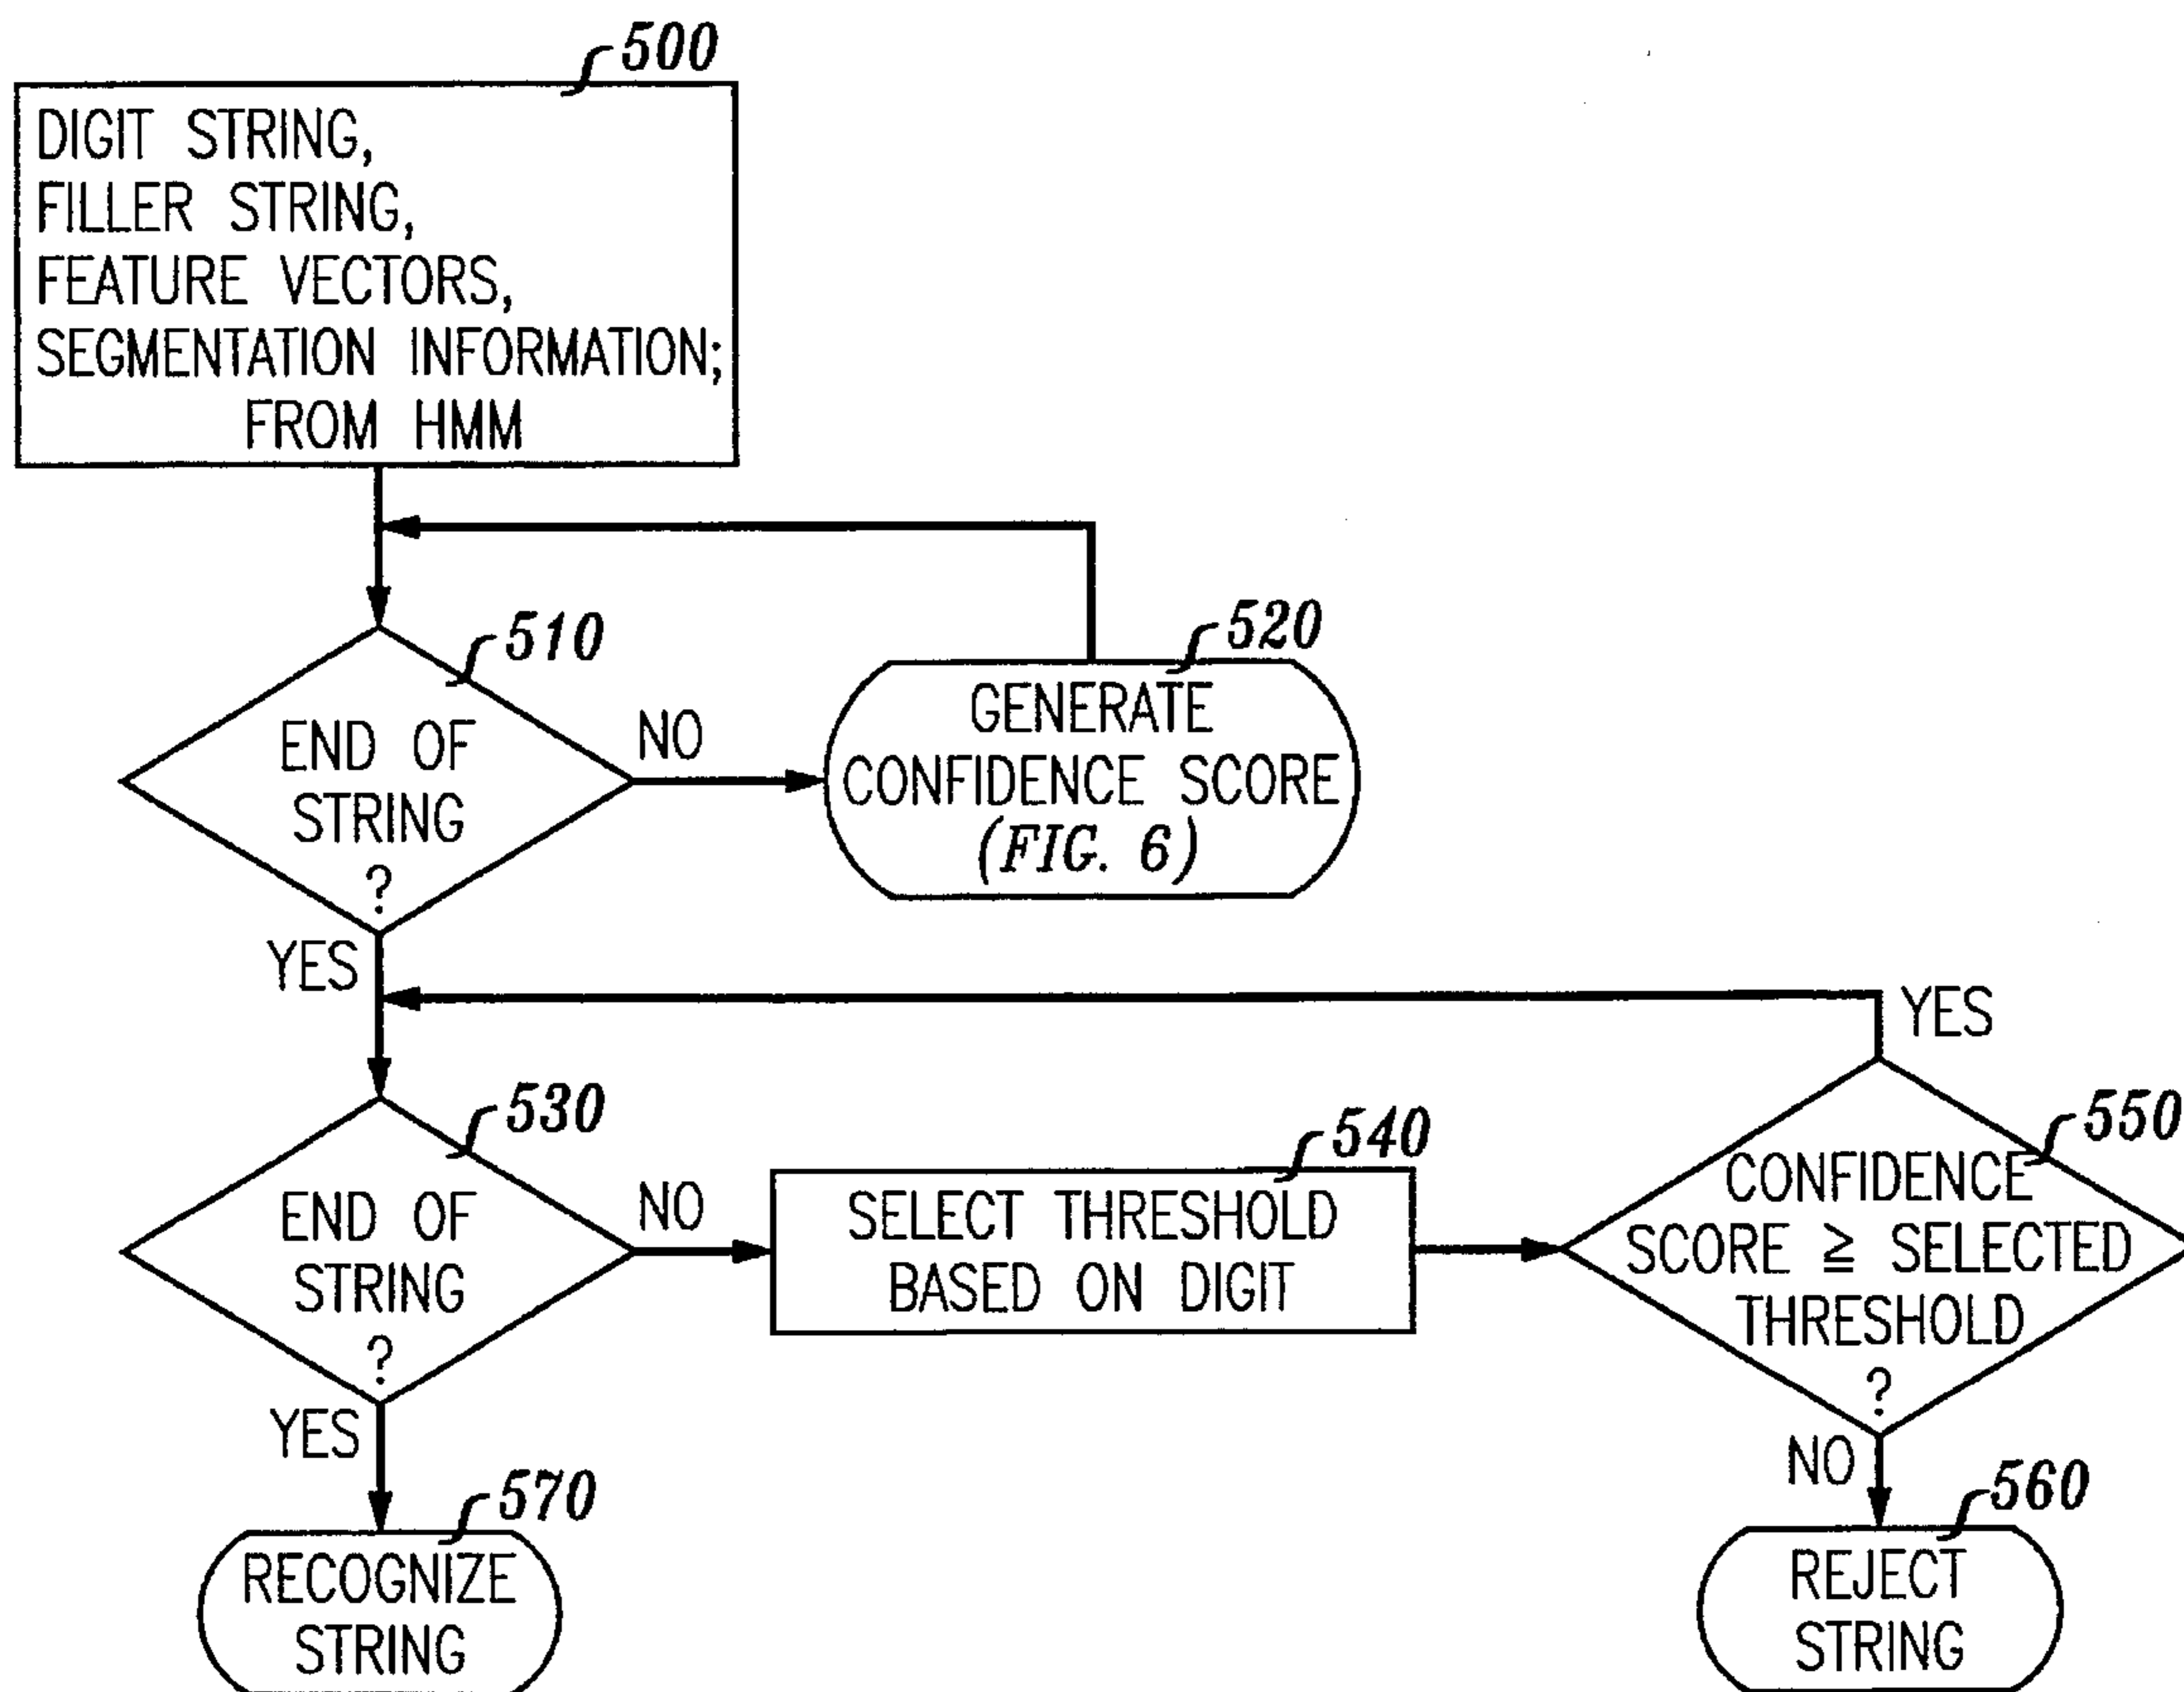 500
DIGIT STRING,
FILLER STRING,
FEATURE VECTORS,
SEGMENTATION INFORMATION;
FROM HMM
510
END OF
STRING
?
NO
520
GENERATE
CONFIDENCE SCORE
(FIG. 6)
YES
530
END OF
STRING
?
NO
540
SELECT THRESHOLD
BASED ON DIGIT
YES
550
CONFIDENCE
SCORE ≧ SELECTED
THRESHOLD
?
YES
570
RECOGNIZE
STRING
NO
560
REJECT
STRING